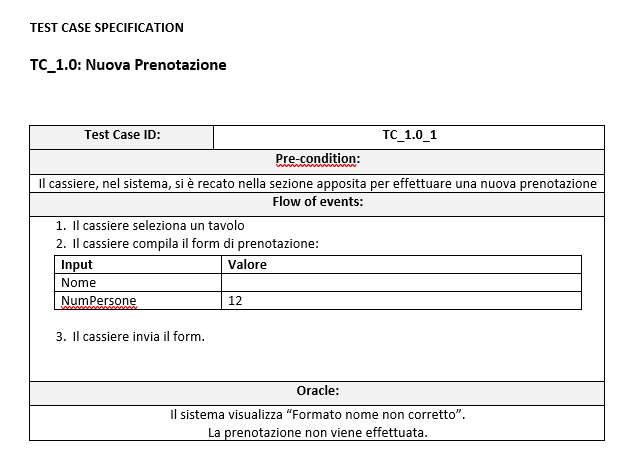 TEST CASE SPECIFICATION
TC_1.0: Nuova Prenotazione
Test Case ID: TC_1.0_1
Pre-condition:
Il cassiere, nel sistema, si è recato nella sezione apposita per effettuare una nuova prenotazione
Flow of events:
1. Il cassiere seleziona un tavolo
2. Il cassiere compila il form di prenotazione:
Input Valore
Nome
NumPersone 12
3. Il cassiere invia il form.
Oracle:
Il sistema visualizza “Formato nome non corretto”.
La prenotazione non viene effettuata.